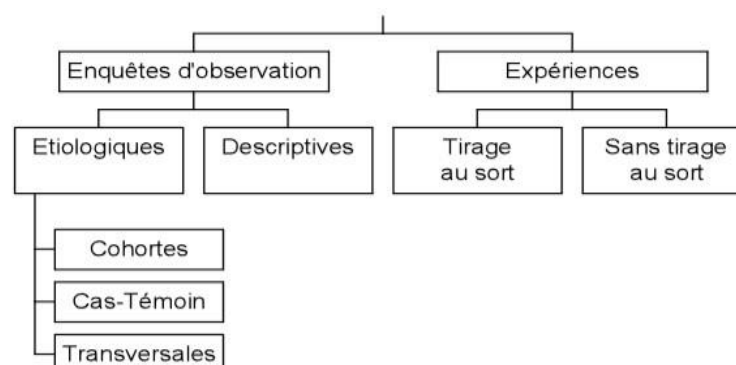 Enquêtes d'observation
Expériences
Etiologiques
Descriptives
Tirage
au sort
Sans tirage
au sort
Cohortes
Cas-Témoin
Transversales